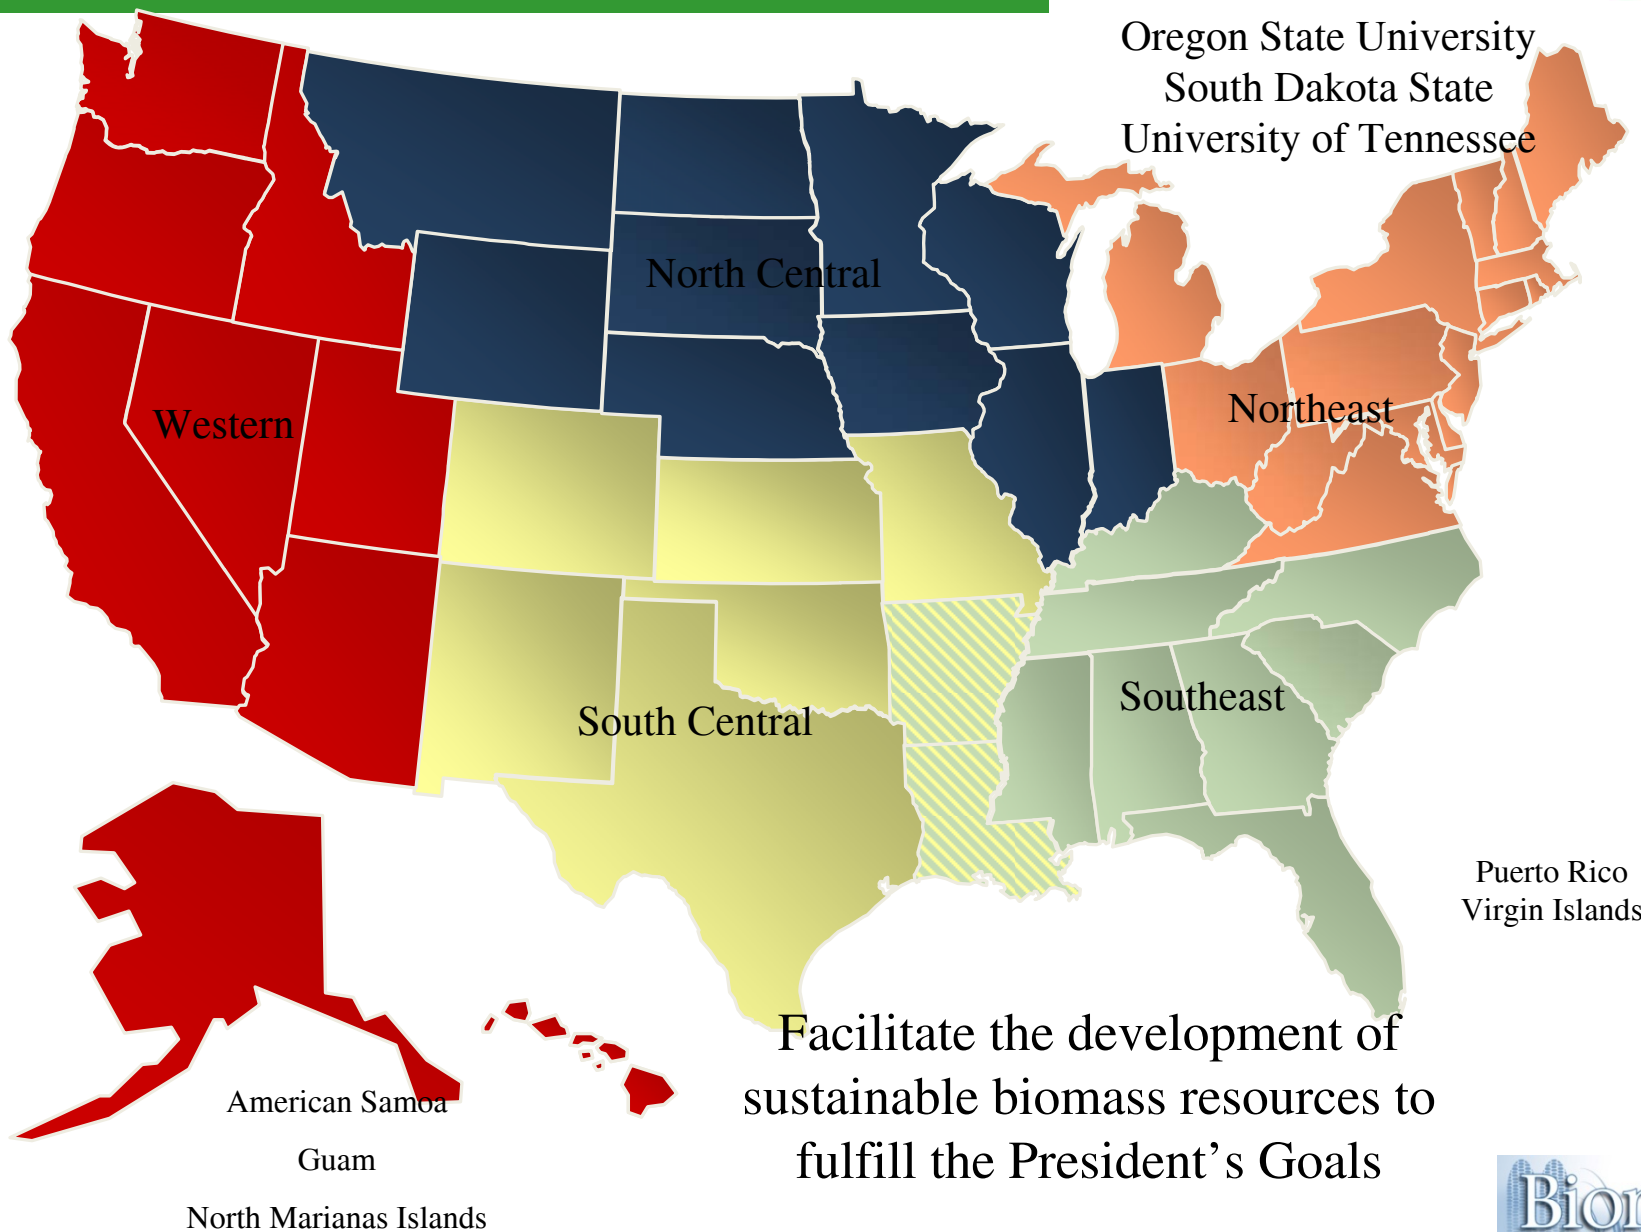 Oregon State University
South Dakota State
University of Tennessee
North Central
Western
Northeast
Southeast
South Central
Puerto Rico
Virgin Islands
Facilitate the development of
sustainable biomass resources to
fulfill the President’s Goals
American Samoa
Guam
North Marianas Islands